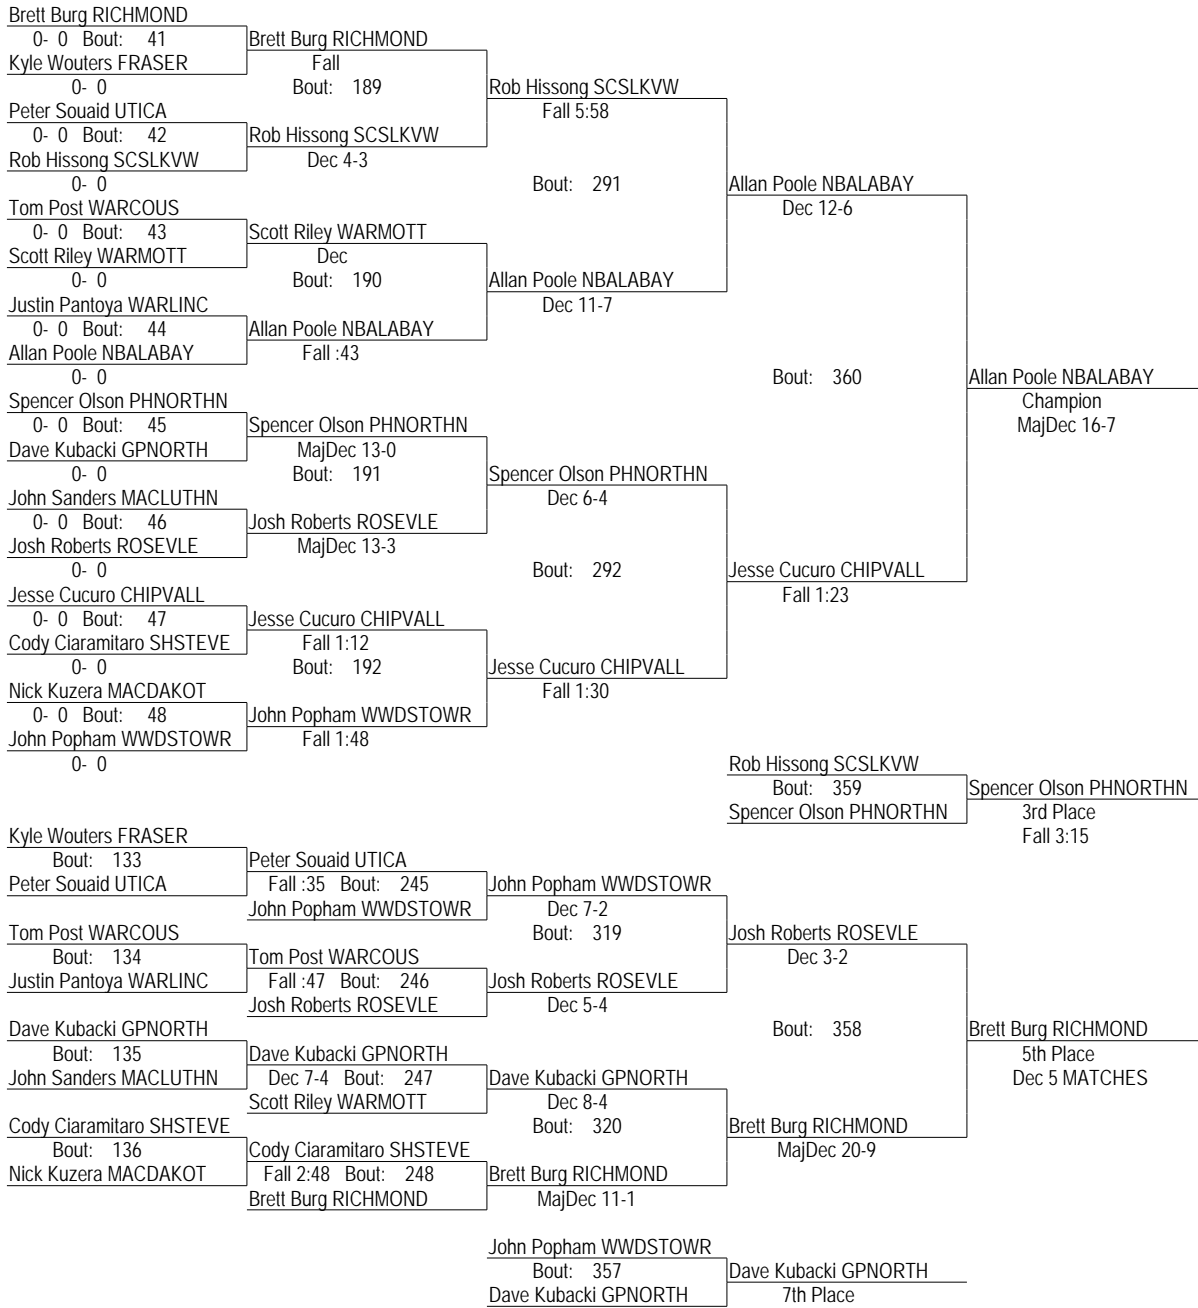 Brett Burg RICHMOND
0- 0 Bout: 41
Kyle Wouters FRASER
0- 0
Peter Souaid UTICA
0- 0 Bout: 42
Rob Hissong SCSLKVW
0- 0
Tom Post WARCOUS
0- 0 Bout: 43
Scott Riley WARMOTT
0- 0
Justin Pantoya WARLINC
0- 0 Bout: 44
Allan Poole NBALABAY
0- 0
Spencer Olson PHNORTHN
0- 0 Bout: 45
Dave Kubacki GPNORTH
0- 0
John Sanders MACLUTHN
0- 0 Bout: 46
Josh Roberts ROSEVLE
0- 0
Jesse Cucuro CHIPVALL
0- 0 Bout: 47
Cody Ciaramitaro SHSTEVE
0- 0
Nick Kuzera MACDAKOT
0- 0 Bout: 48
John Popham WWDSTOWR
0- 0
Brett Burg RICHMOND
Fall
Bout: 189
Rob Hissong SCSLKVW
Dec 4-3
Scott Riley WARMOTT
Dec
Bout: 190
Allan Poole NBALABAY
Fall :43
Spencer Olson PHNORTHN
MajDec 13-0
Bout: 191
Josh Roberts ROSEVLE
MajDec 13-3
Jesse Cucuro CHIPVALL
Fall 1:12
Bout: 192
John Popham WWDSTOWR
Fall 1:48
Rob Hissong SCSLKVW
Fall 5:58
Bout: 291
Allan Poole NBALABAY
Dec 11-7
Spencer Olson PHNORTHN
Dec 6-4
Bout: 292
Jesse Cucuro CHIPVALL
Fall 1:30
Allan Poole NBALABAY
Dec 12-6
Bout: 360
Jesse Cucuro CHIPVALL
Fall 1:23
Allan Poole NBALABAY
Champion
MajDec 16-7
Rob Hissong SCSLKVW
Bout: 359
Spencer Olson PHNORTHN
Spencer Olson PHNORTHN
3rd Place
Fall 3:15
Kyle Wouters FRASER
Bout: 133
Peter Souaid UTICA
Tom Post WARCOUS
Bout: 134
Justin Pantoya WARLINC
Dave Kubacki GPNORTH
Bout: 135
John Sanders MACLUTHN
Cody Ciaramitaro SHSTEVE
Bout: 136
Nick Kuzera MACDAKOT
Peter Souaid UTICA
Fall :35 Bout: 245
John Popham WWDSTOWR
Tom Post WARCOUS
Fall :47 Bout: 246
Josh Roberts ROSEVLE
Dave Kubacki GPNORTH
Dec 7-4 Bout: 247
Scott Riley WARMOTT
Cody Ciaramitaro SHSTEVE
Fall 2:48 Bout: 248
Brett Burg RICHMOND
John Popham WWDSTOWR
Dec 7-2
Bout: 319
Josh Roberts ROSEVLE
Dec 5-4
Dave Kubacki GPNORTH
Dec 8-4
Bout: 320
Brett Burg RICHMOND
MajDec 11-1
Josh Roberts ROSEVLE
Dec 3-2
Bout: 358
Brett Burg RICHMOND
MajDec 20-9
Brett Burg RICHMOND
5th Place
Dec 5 MATCHES
John Popham WWDSTOWR
Bout: 357
Dave Kubacki GPNORTH
Dave Kubacki GPNORTH
7th Place